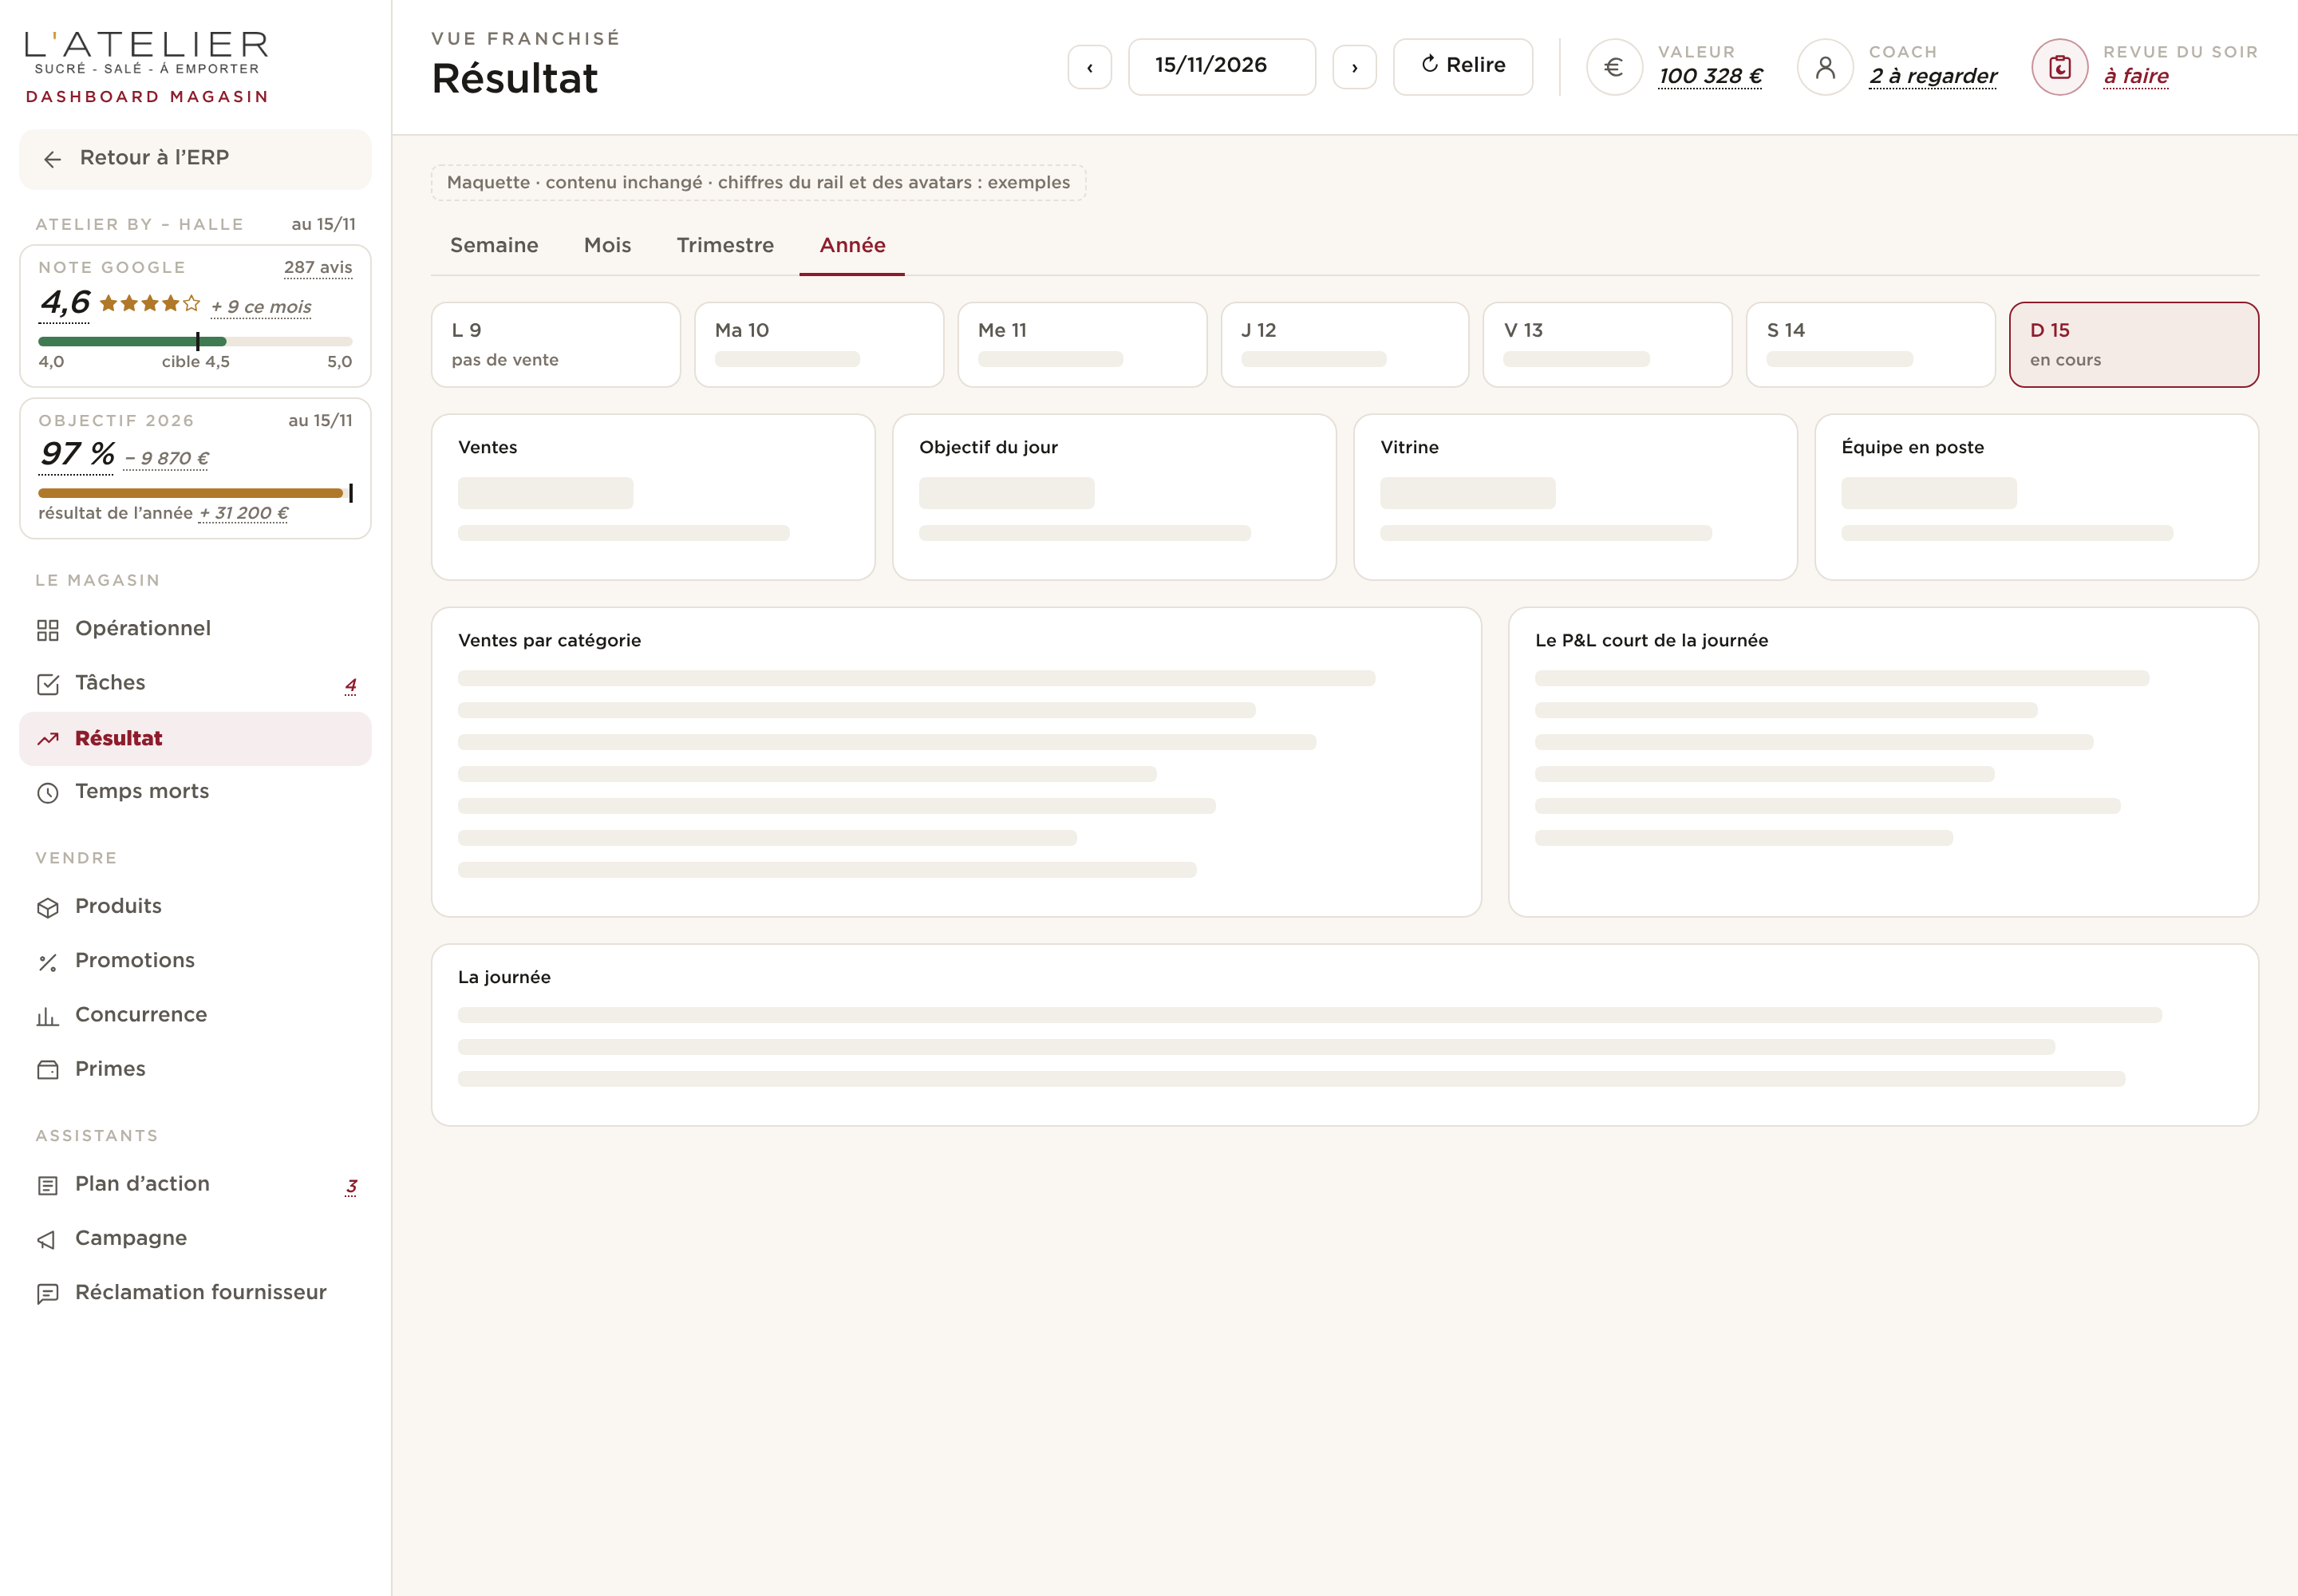 L'ATELIER
SUCRÉ - SALÉ - À EMPORTER
DASHBOARD MAGASIN
Retour à l’ERP
ATELIER BY – HALLE au 15/11
NOTE GOOGLE 287 avis
4,6 + 9 ce mois
4,0 cible 4,5 5,0
OBJECTIF 2026 au 15/11
97 % – 9 870 €
résultat de l’année + 31 200 €
LE MAGASIN
Opérationnel
Tâches 4
Résultat
Temps morts
VENDRE
Produits
Promotions
Concurrence
Primes
ASSISTANTS
Plan d’action 3
Campagne
Réclamation fournisseur
VUE FRANCHISÉ
Résultat
‹ 15/11/2026 › Relire
VALEUR
100 328 €
COACH
2 à regarder
REVUE DU SOIR
à faire
Maquette · contenu inchangé · chiffres du rail et des avatars : exemples
Semaine Mois Trimestre Année
L 9
pas de vente
Ma 10
Me 11
J 12
V 13
S 14
D 15
en cours
Ventes
Objectif du jour
Vitrine
Équipe en poste
Ventes par catégorie
Le P&L court de la journée
La journée